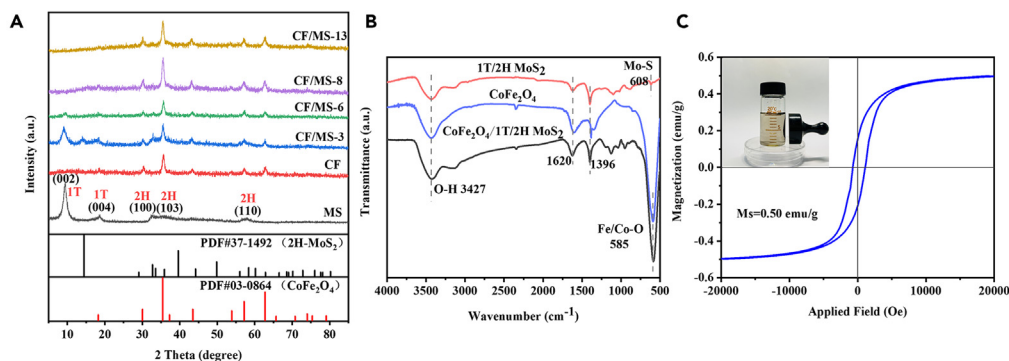 A
CF/MS-13
CF/MS-8
CF/MS-6
CF/MS-3
CF
(002)
1T
1T
(004)
2H
(100)
2H
(103)
2H
(110)
MS
PDF#37-1492 （2H-MoS₂）
PDF#03-0864 （CoFe₂O₄）
Intensity (a.u.)
10 20 30 40 50 60 70 80
2 Theta (degree)
B
1T/2H MoS₂
Mo-S
608
CoFe₂O₄
CoFe₂O₄/1T/2H MoS₂
1620
1396
O-H 3427
Fe/Co-O
585
Transmittance (a.u.)
4000 3500 3000 2500 2000 1500 1000 500
Wavenumber (cm⁻¹)
C
0.6
0.4
0.2
0.0
-0.2
-0.4
-0.6
Magnetization (emu/g)
Ms=0.50 emu/g
-20000 -10000 0 10000 20000
Applied Field (Oe)